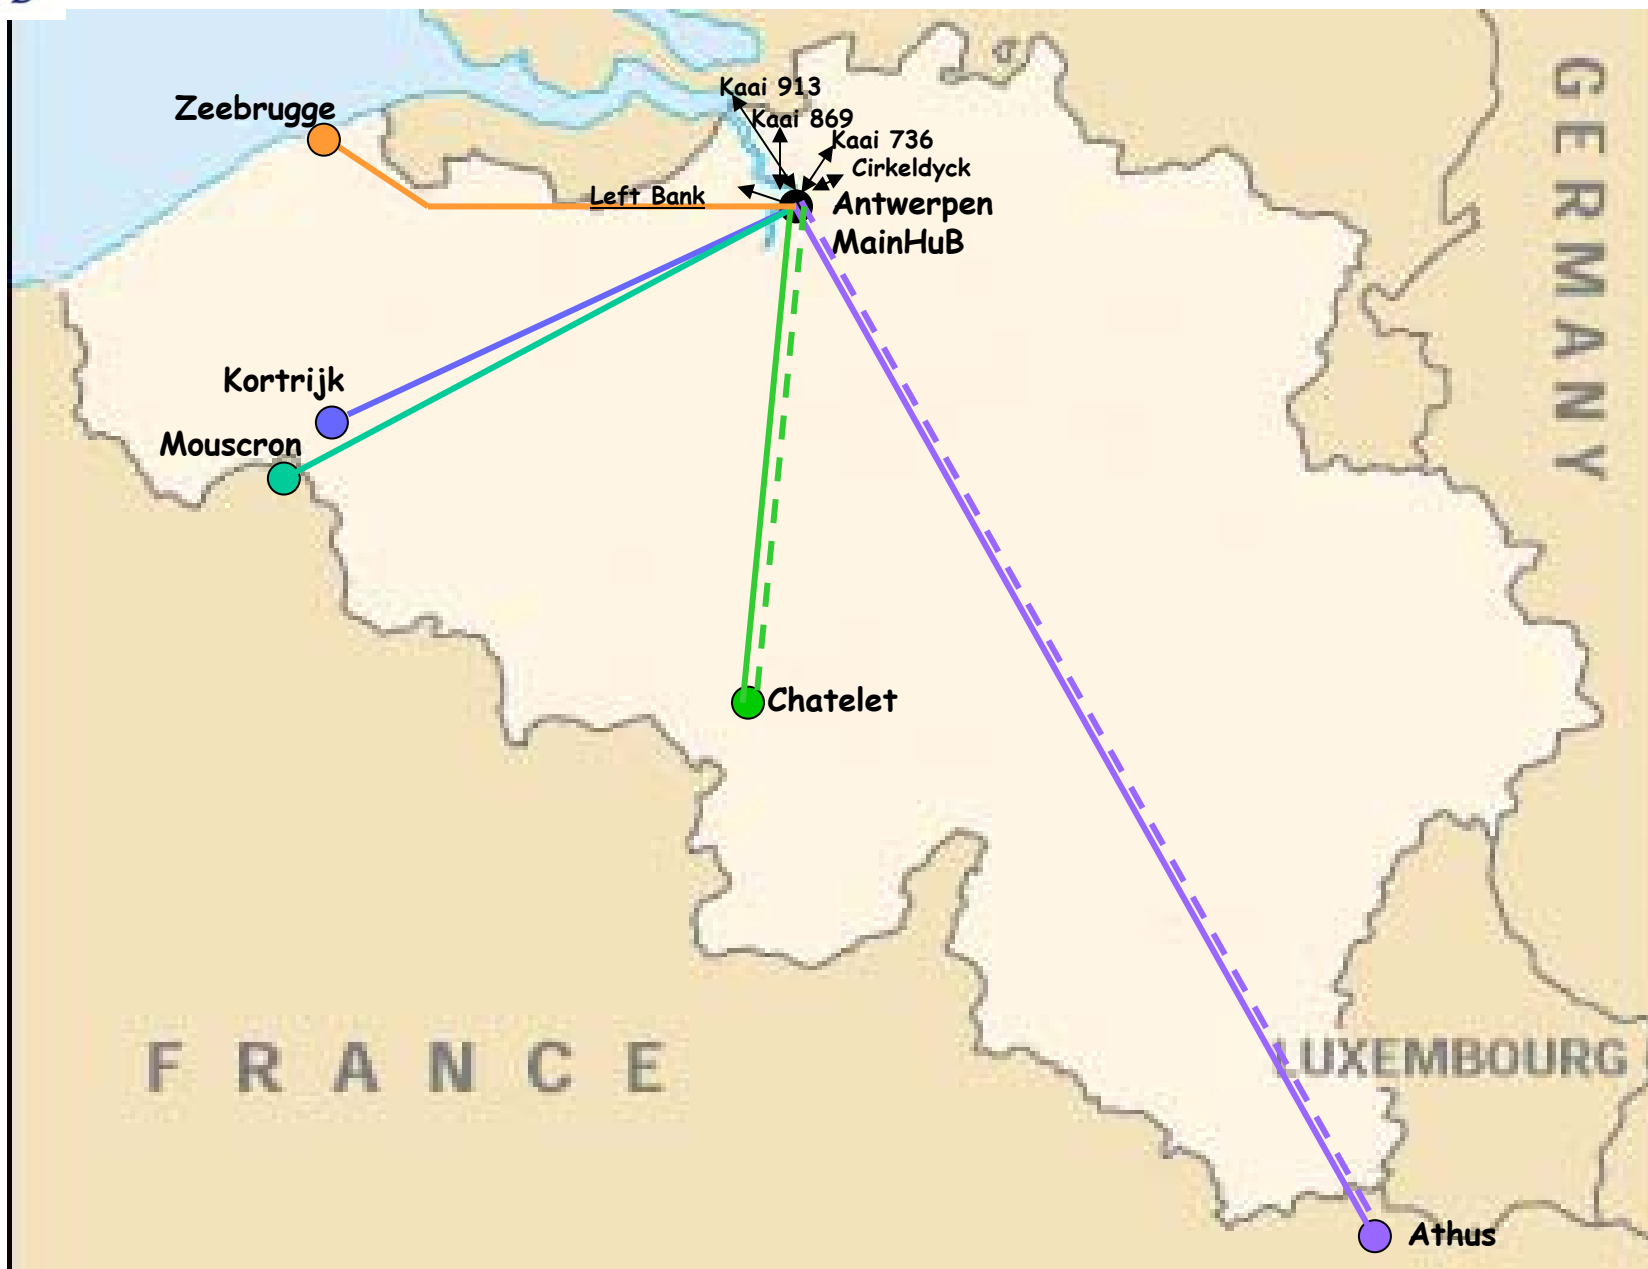 Kaai 913
Zeebrugge
Kaai 869
Kaai 736
Cirkeldyck
Left Bank
Antwerpen
MainHuB
GERMANY
Kortrijk
Mouscron
Chatelet
FRANCE
LUXEMBOURG
Athus